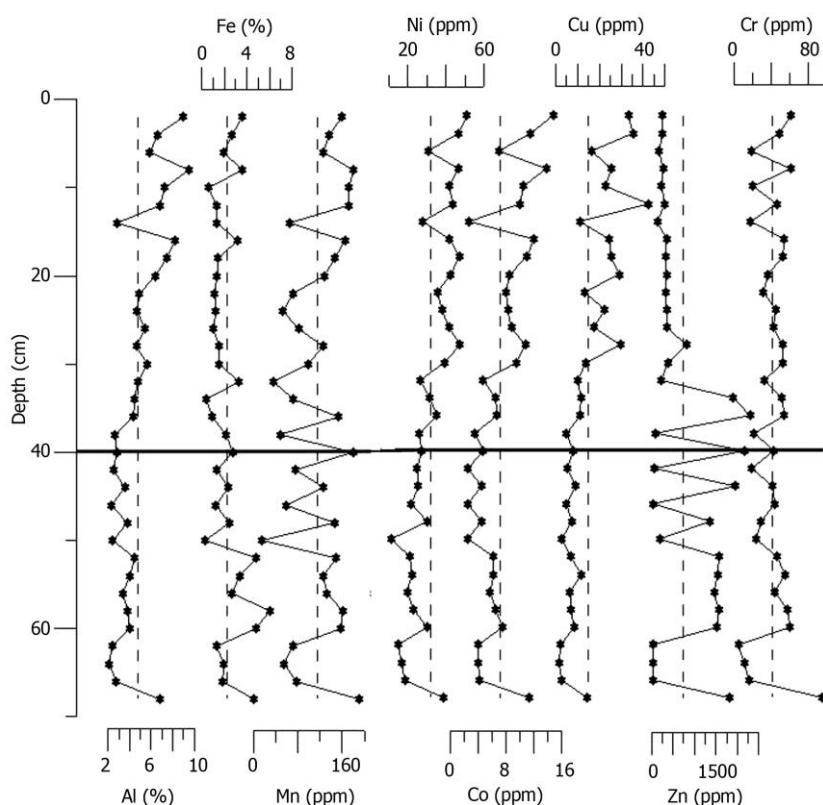 Fe (%) Ni (ppm) Cu (ppm) Cr (ppm)
0 4 8 20 60 0 40 0 80
0
20
Depth (cm)
40
60
2 6 10 0 160 0 8 16 0 1500
Al (%) Mn (ppm) Co (ppm) Zn (ppm)